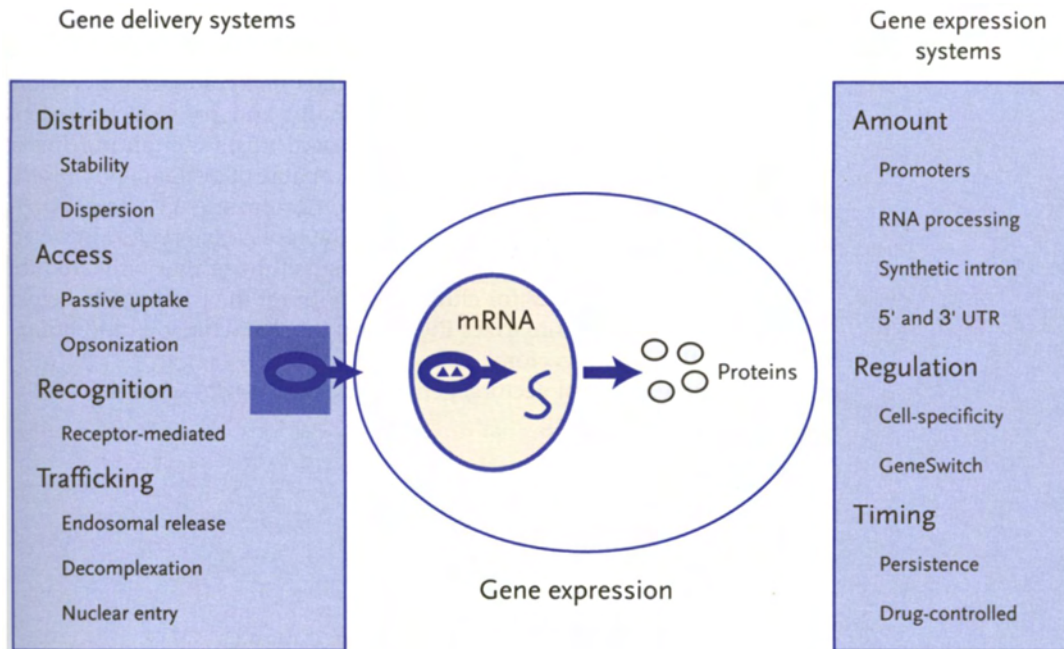 Gene delivery systems
Distribution
Stability
Dispersion
Access
Passive uptake
Opsonization
Recognition
Receptor-mediated
Trafficking
Endosomal release
Decomplexation
Nuclear entry
mRNA
Proteins
Gene expression
Gene expression
systems
Amount
Promoters
RNA processing
Synthetic intron
5' and 3' UTR
Regulation
Cell-specificity
GeneSwitch
Timing
Persistence
Drug-controlled